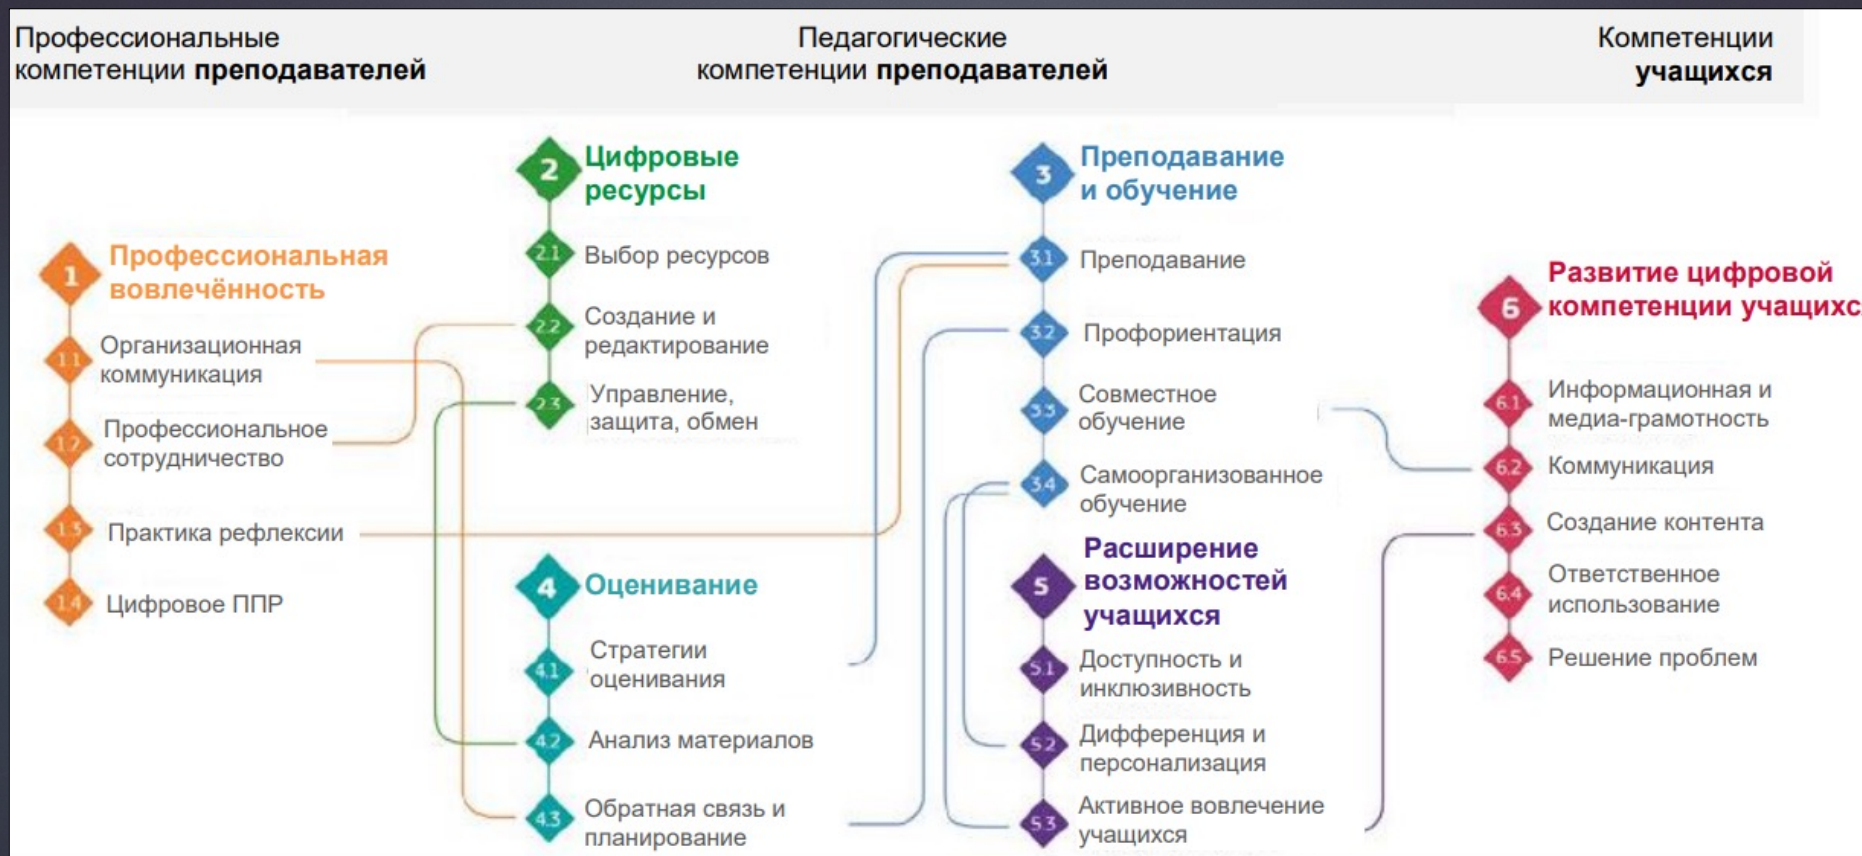 Профессиональные
компетенции преподавателей
Педагогические
компетенции преподавателей
Компетенции
учащихся
1
Профессиональная
вовлечённость
1.1
Организационная
коммуникация
1.2
Профессиональное
сотрудничество
1.3
Практика рефлексии
1.4
Цифровое ППР
2
Цифровые
ресурсы
2.1
Выбор ресурсов
2.2
Создание и
редактирование
2.3
Управление,
защита, обмен
4
Оценивание
4.1
Стратегии
оценивания
4.2
Анализ материалов
4.3
Обратная связь и
планирование
3
Преподавание
и обучение
3.1
Преподавание
3.2
Профориентация
3.3
Совместное
обучение
3.4
Самоорганизованное
обучение
5
Расширение
возможностей
учащихся
5.1
Доступность и
инклюзивность
5.2
Дифференция и
персонализация
5.3
Активное вовлечение
учащихся
6
Развитие цифровой
компетенции учащихс
6.1
Информационная и
медиа-грамотность
6.2
Коммуникация
6.3
Создание контента
6.4
Ответственное
использование
6.5
Решение проблем